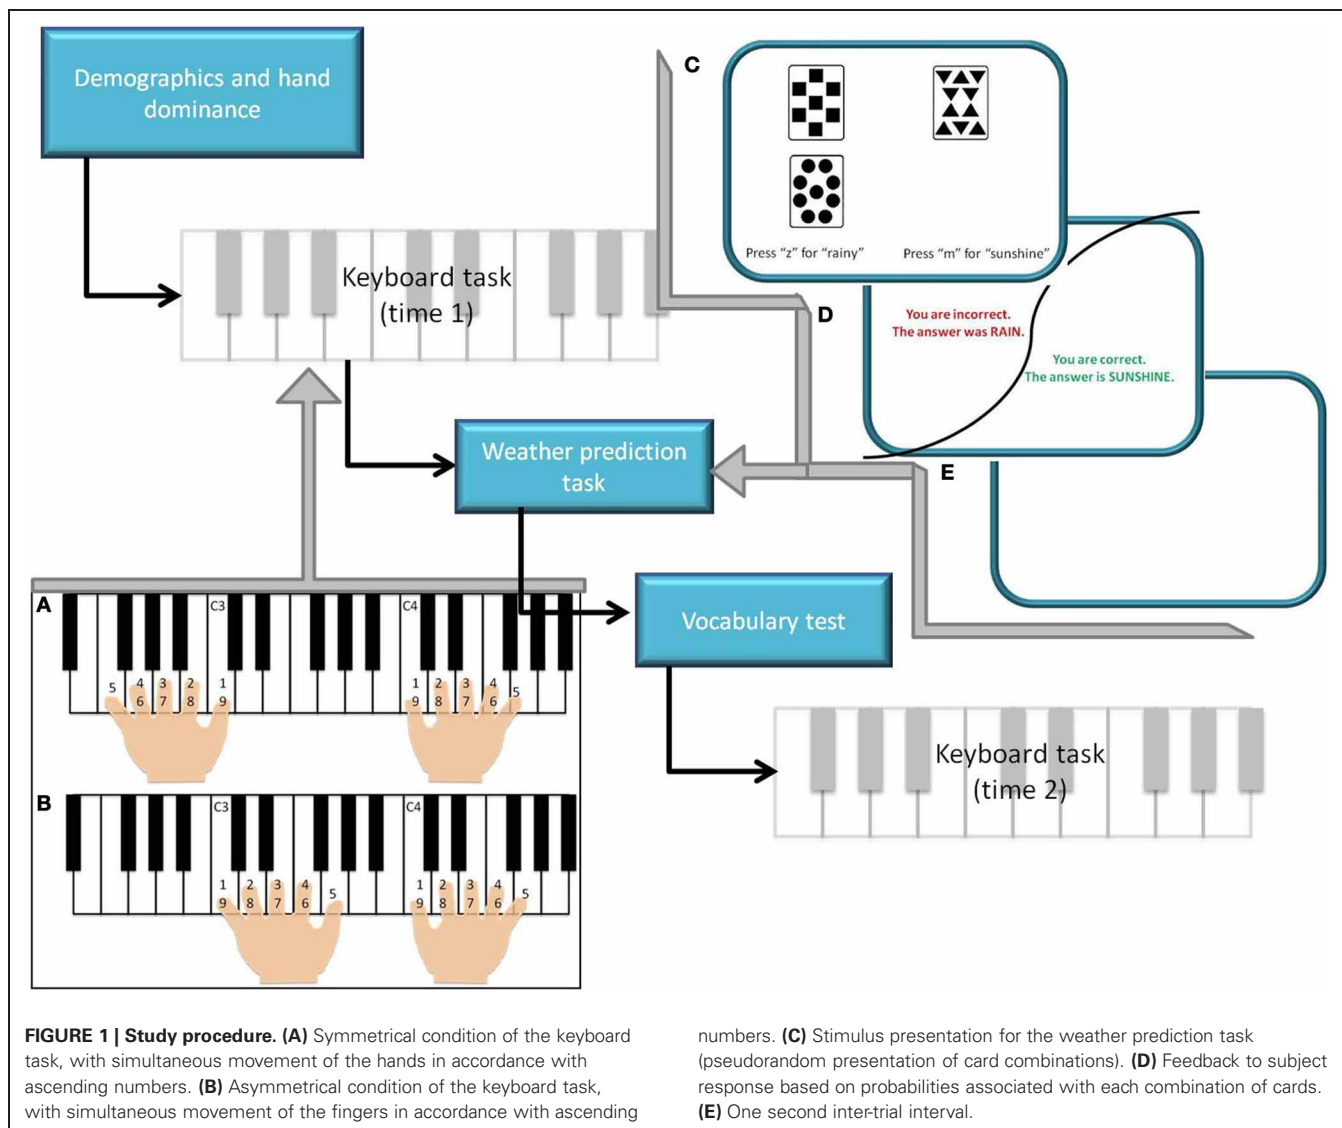 Demographics and hand
dominance
Keyboard task
(time 1)
Weather prediction
task
Vocabulary test
Keyboard task
(time 2)
C
Press “z” for “rainy”
Press “m” for “sunshine”
D
You are incorrect.
The answer was RAIN.
You are correct.
The answer is SUNSHINE.
E
A
C3
C4
5 4 3 2 1 1 2 3 4 5
6 7 8 9 9 8 7 6
B
C3
C4
1 2 3 4 5 1 2 3 4 5
9 8 7 6 9 8 7 6
FIGURE 1 | Study procedure. (A) Symmetrical condition of the keyboard
task, with simultaneous movement of the hands in accordance with
ascending numbers. (B) Asymmetrical condition of the keyboard task,
with simultaneous movement of the fingers in accordance with ascending
numbers. (C) Stimulus presentation for the weather prediction task
(pseudorandom presentation of card combinations). (D) Feedback to subject
response based on probabilities associated with each combination of cards.
(E) One second inter-trial interval.